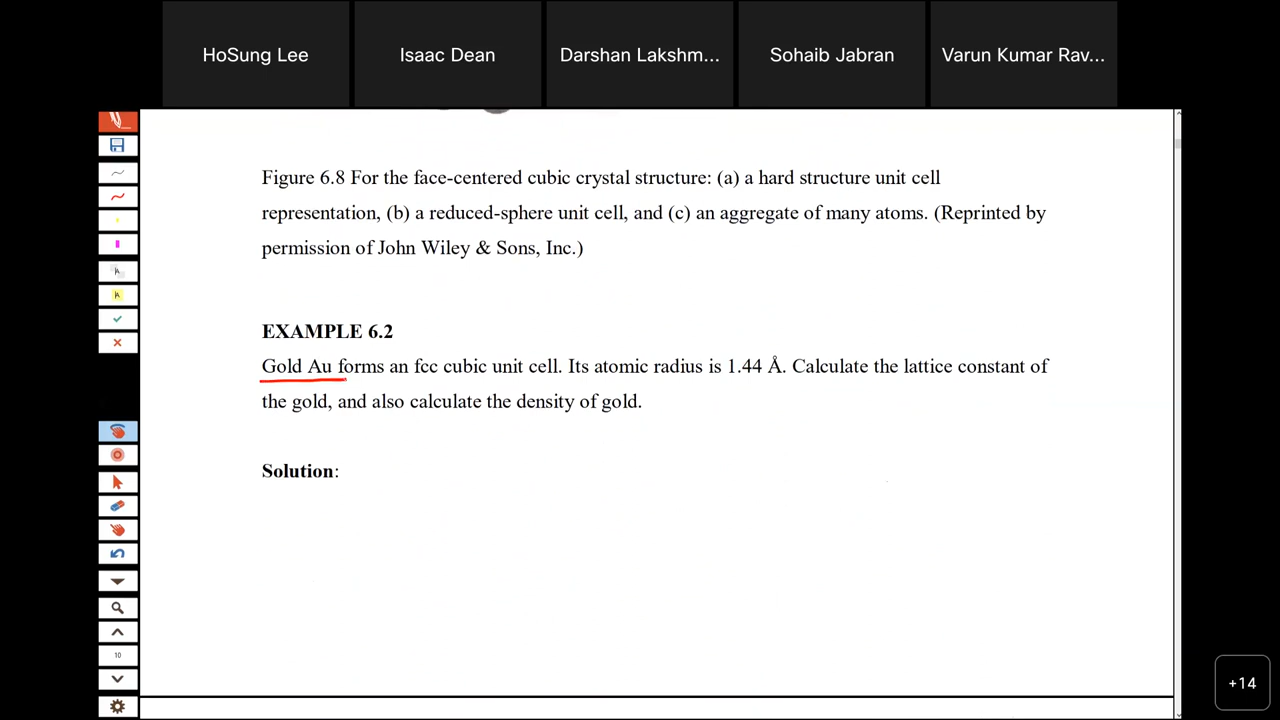 HoSung Lee
Isaac Dean
Darshan Lakshm...
Sohaib Jabran
Varun Kumar Rav...
Figure 6.8 For the face-centered cubic crystal structure: (a) a hard structure unit cell
representation, (b) a reduced-sphere unit cell, and (c) an aggregate of many atoms. (Reprinted by
permission of John Wiley & Sons, Inc.)
EXAMPLE 6.2
Gold Au forms an fcc cubic unit cell. Its atomic radius is 1.44 Å. Calculate the lattice constant of
the gold, and also calculate the density of gold.
Solution:
10
+14